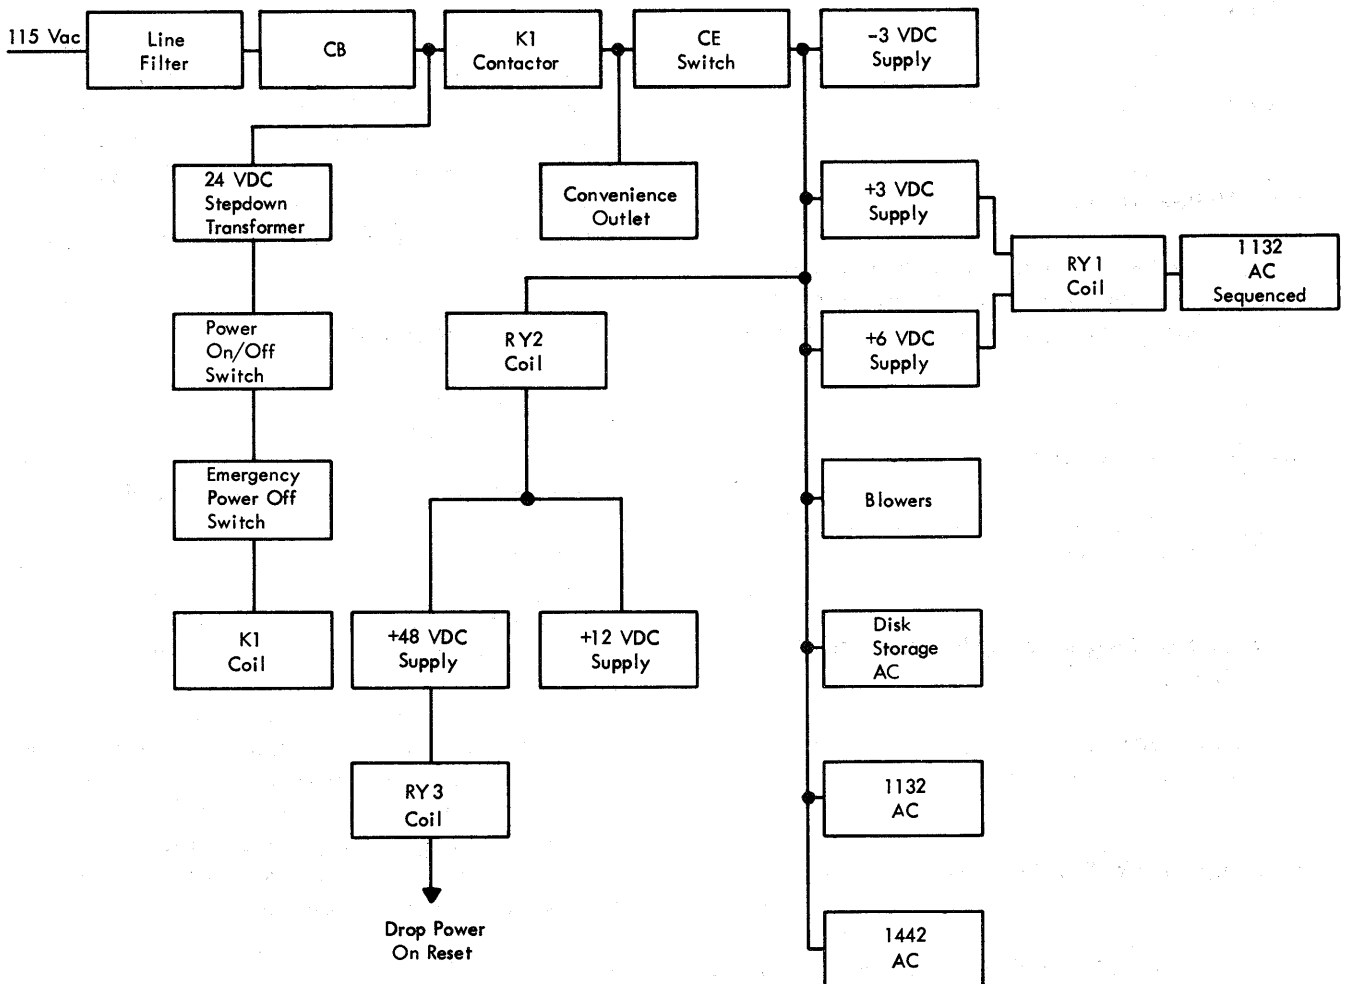 115 Vac
Line
Filter
CB
K1
Contactor
CE
Switch
-3 VDC
Supply
24 VDC
Stepdown
Transformer
Convenience
Outlet
+3 VDC
Supply
RY1
Coil
1132
AC
Sequenced
Power
On/Off
Switch
RY2
Coil
+6 VDC
Supply
Emergency
Power Off
Switch
Blowers
K1
Coil
+48 VDC
Supply
+12 VDC
Supply
Disk
Storage
AC
RY3
Coil
1132
AC
Drop Power
On Reset
1442
AC